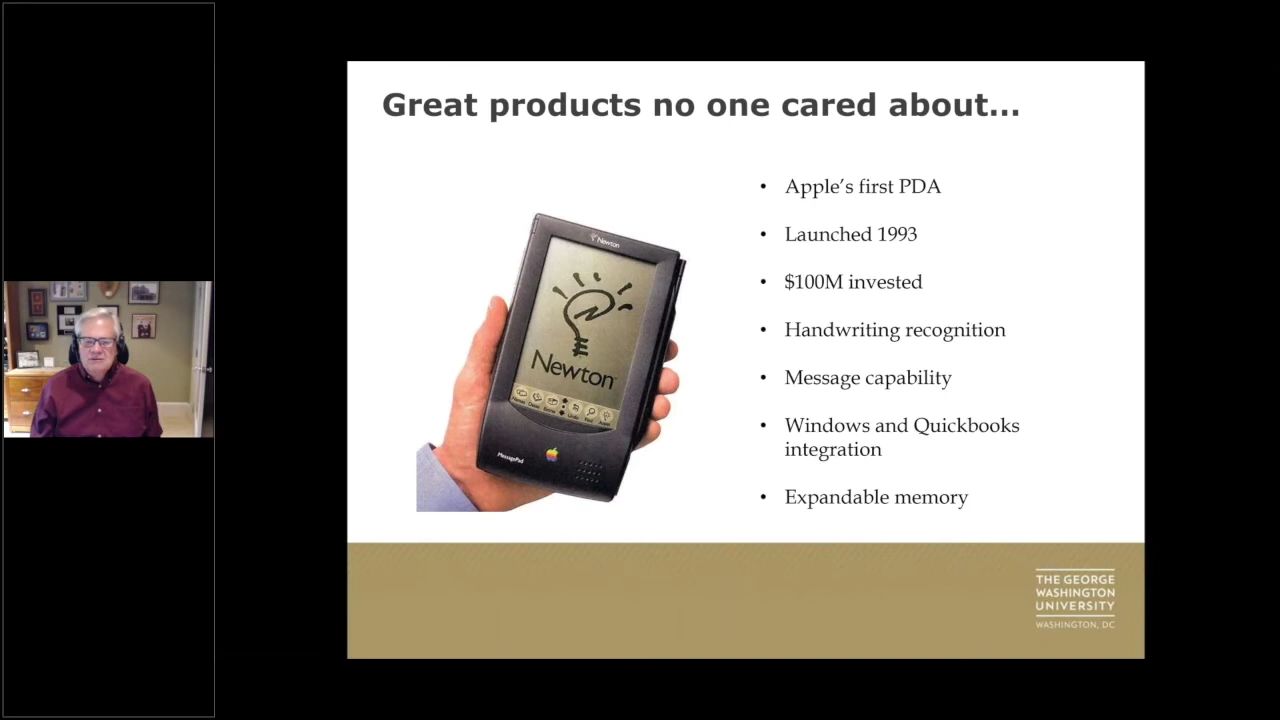 Great products no one cared about...
Newton
Newton
MessagePad
• Apple’s first PDA
• Launched 1993
• $100M invested
• Handwriting recognition
• Message capability
• Windows and Quickbooks
integration
• Expandable memory
THE GEORGE
WASHINGTON
UNIVERSITY
WASHINGTON, DC